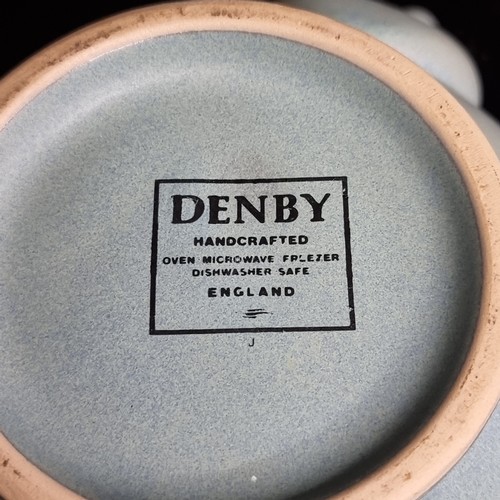 DENBY
HANDCRAFTED
OVEN MICROWAVE FREEZER
DISHWASHER SAFE
ENGLAND
J